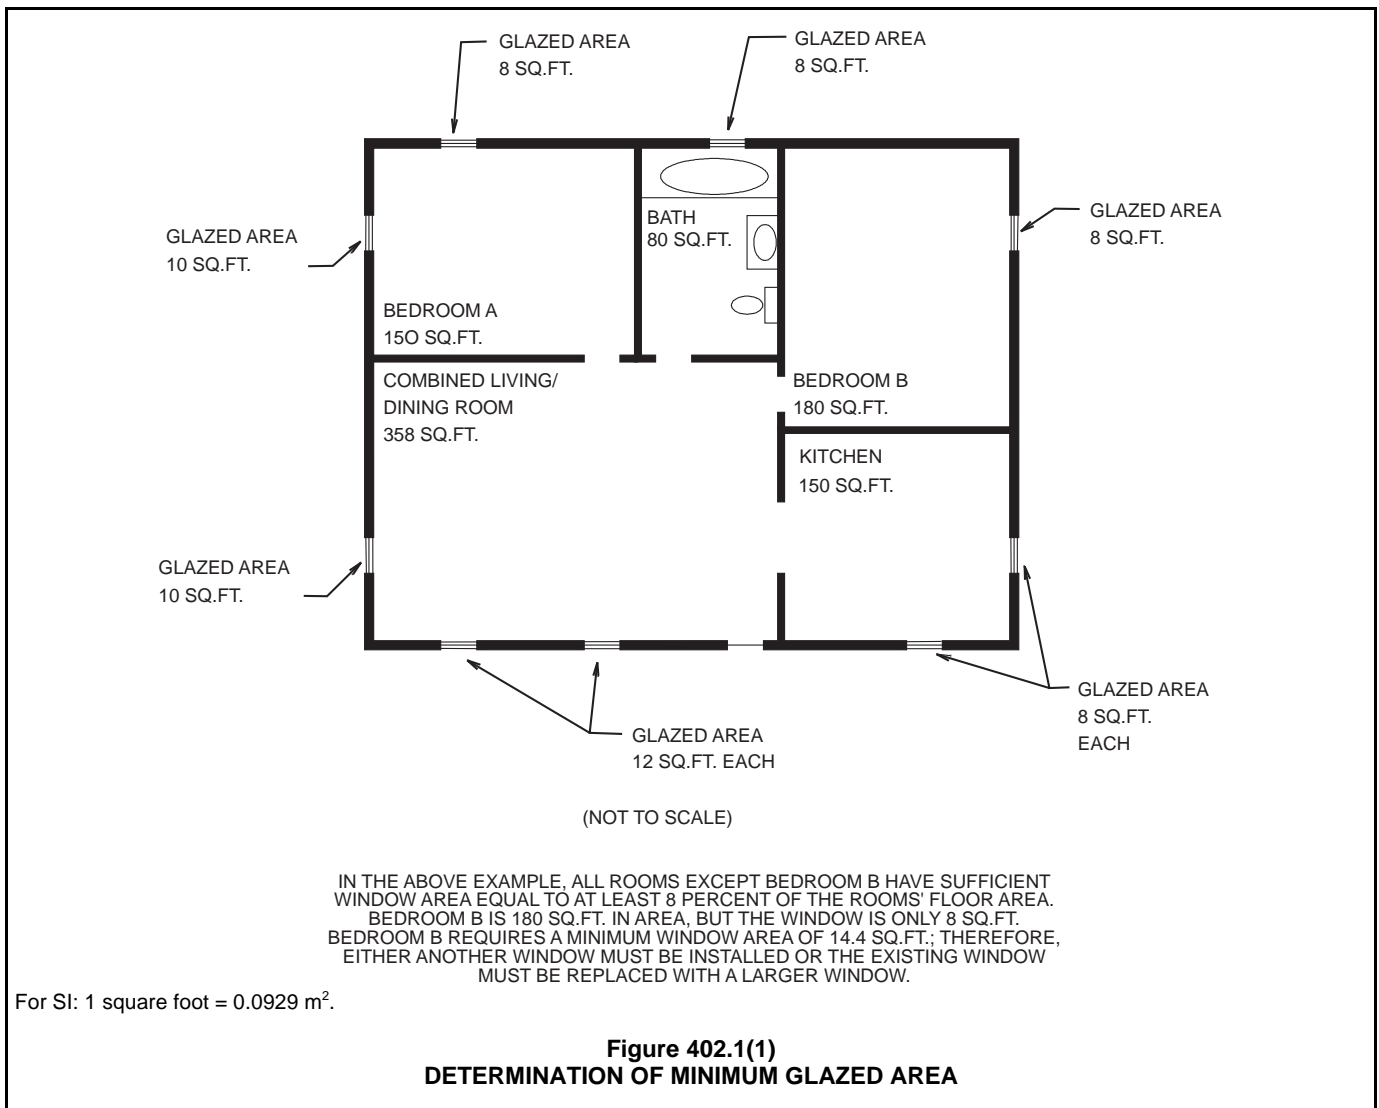 GLAZED AREA
8 SQ.FT.
GLAZED AREA
8 SQ.FT.
GLAZED AREA
10 SQ.FT.
BATH
80 SQ.FT.
GLAZED AREA
8 SQ.FT.
BEDROOM A
15O SQ.FT.
COMBINED LIVING/
DINING ROOM
358 SQ.FT.
BEDROOM B
180 SQ.FT.
KITCHEN
150 SQ.FT.
GLAZED AREA
10 SQ.FT.
GLAZED AREA
8 SQ.FT.
EACH
GLAZED AREA
12 SQ.FT. EACH
(NOT TO SCALE)
IN THE ABOVE EXAMPLE, ALL ROOMS EXCEPT BEDROOM B HAVE SUFFICIENT
WINDOW AREA EQUAL TO AT LEAST 8 PERCENT OF THE ROOMS' FLOOR AREA.
BEDROOM B IS 180 SQ.FT. IN AREA, BUT THE WINDOW IS ONLY 8 SQ.FT.
BEDROOM B REQUIRES A MINIMUM WINDOW AREA OF 14.4 SQ.FT.; THEREFORE,
EITHER ANOTHER WINDOW MUST BE INSTALLED OR THE EXISTING WINDOW
MUST BE REPLACED WITH A LARGER WINDOW.
For SI: 1 square foot = 0.0929 m².
Figure 402.1(1)
DETERMINATION OF MINIMUM GLAZED AREA